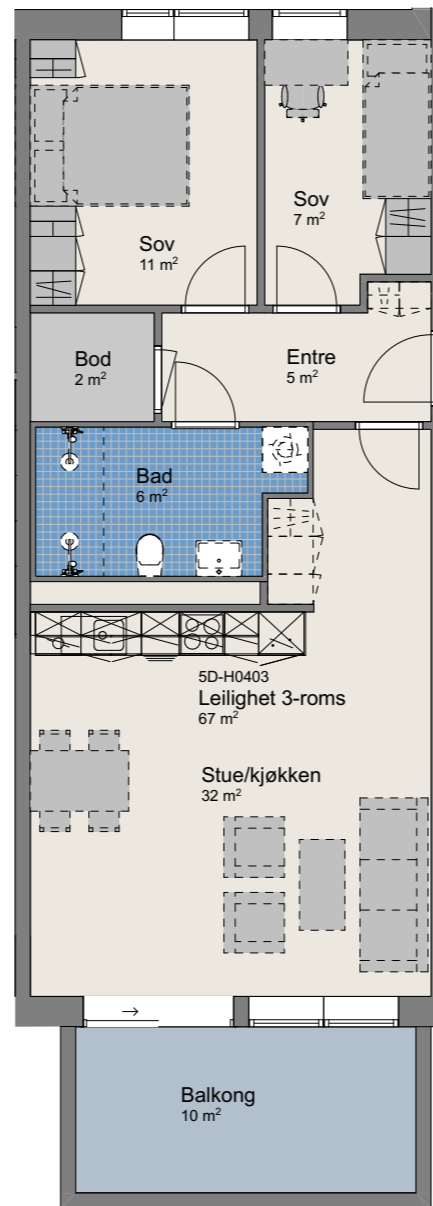 Sov
11 m²
Sov
7 m²
Bod
2 m²
Entre
5 m²
Bad
6 m²
5D-H0403
Leilighet 3-roms
67 m²
Stue/kjøkken
32 m²
Balkong
10 m²